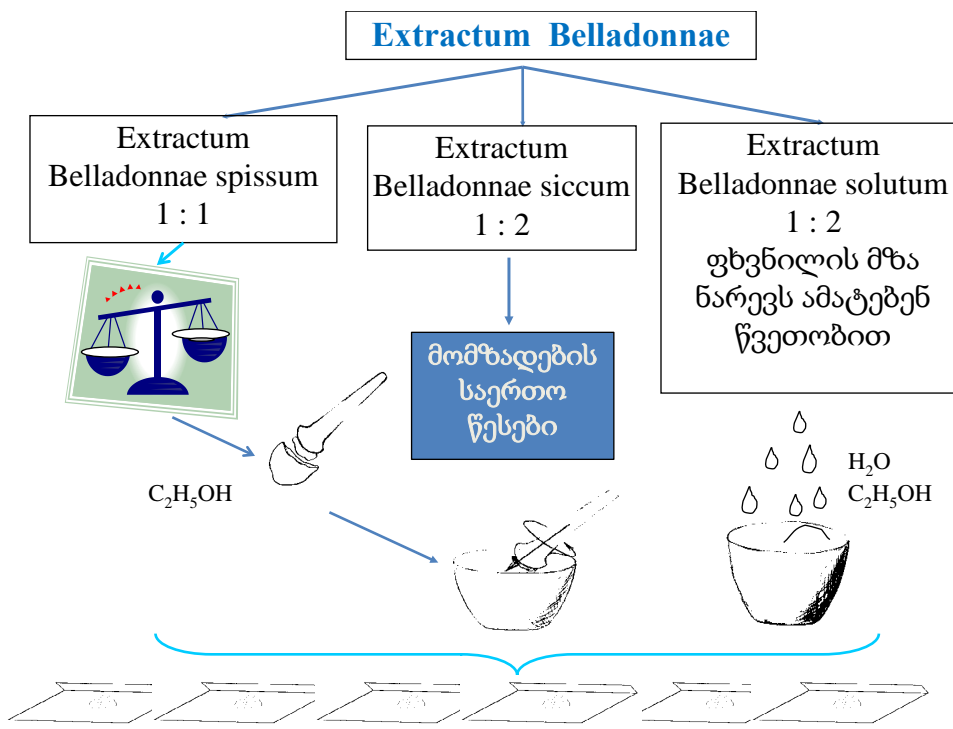 Extractum Belladonnae
Extractum
Belladonnae spissum
1 : 1
Extractum
Belladonnae siccum
1 : 2
Extractum
Belladonnae solutum
1 : 2
ფხვნილის მზა
ნარევს ამატებენ
წვეთობით
მომზადების
საერთო
წესები
C₂H₅OH
H₂O
C₂H₅OH